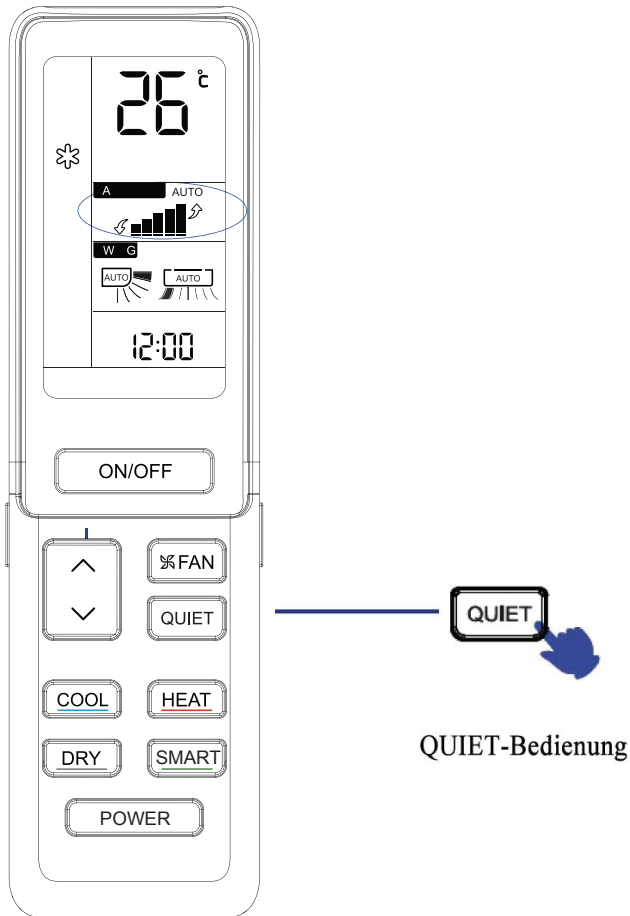 26 °C
A AUTO
W G
AUTO AUTO
12:00
ON/OFF
FAN
QUIET
QUIET
COOL HEAT
DRY SMART
POWER
QUIET-Bedienung